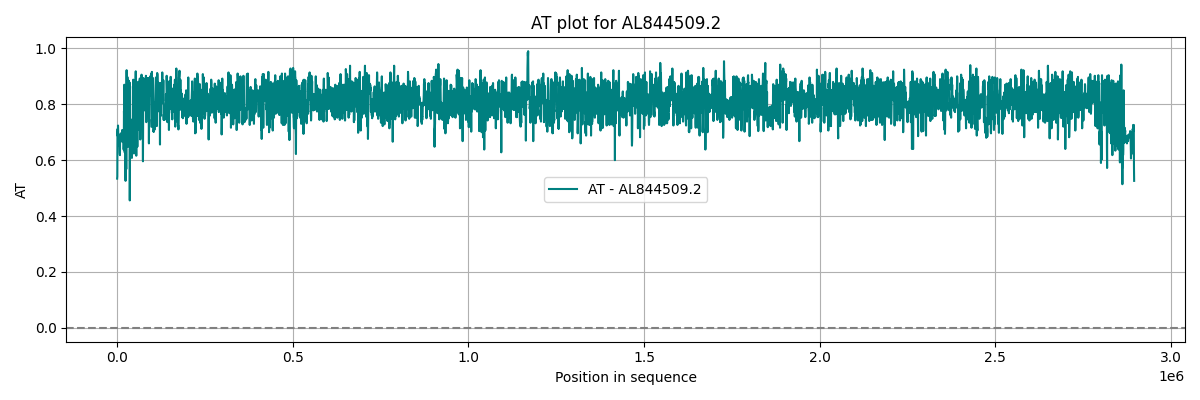 AT plot for AL844509.2
1.0
0.8
0.6
0.4
0.2
0.0
AT
AT - AL844509.2
0.0 0.5 1.0 1.5 2.0 2.5 3.0
1e6
Position in sequence